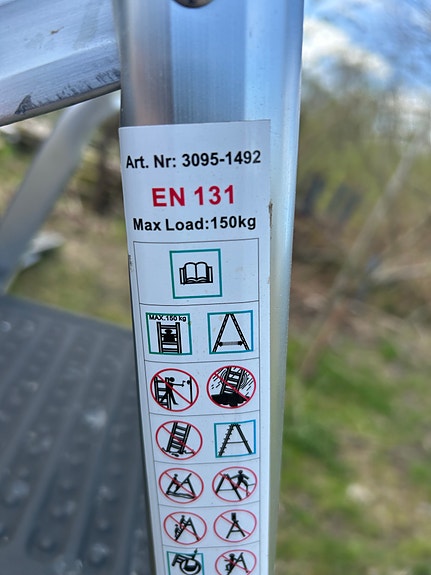 Art. Nr: 3095-1492
EN 131
Max Load:150kg
MAX.150 kg